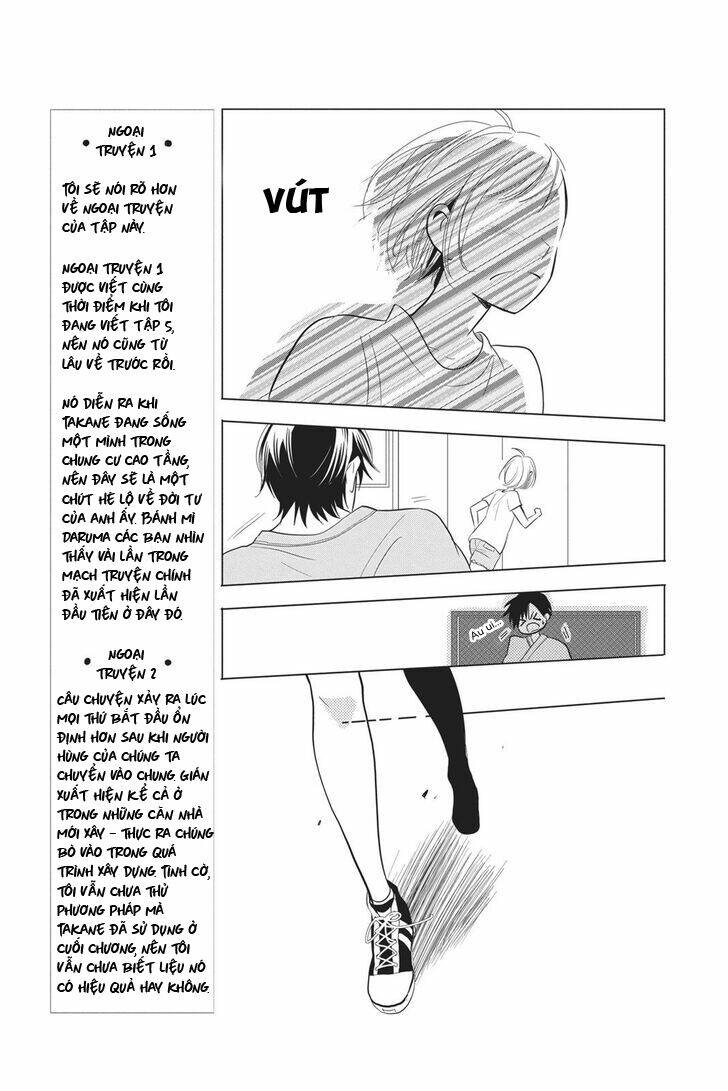 NGOẠI
TRUYỆN 1
TÔI SẼ NÓI RÕ HƠN
VỀ NGOẠI TRUYỆN
CỦA TẬP NÀY.
NGOẠI TRUYỆN 1
ĐƯỢC VIẾT CÙNG
THỜI ĐIỂM KHI TÔI
ĐANG VIẾT TẬP 5,
NÊN NÓ CŨNG TỪ
LÂU VỀ TRƯỚC RỒI.
NÓ DIỄN RA KHI
TAKANE ĐANG SỐNG
MỘT MÌNH TRONG
CHUNG CƯ CAO TẦNG,
NÊN ĐÂY SẼ LÀ MỘT
CHÚT HÉ LỘ VỀ ĐỜI TƯ
CỦA ANH ẤY. BÁNH MÌ
DARUMA CÁC BẠN NHÌN
THẤY VÀI LẦN TRONG
MẠCH TRUYỆN CHÍNH
ĐÃ XUẤT HIỆN LẦN
ĐẦU TIÊN Ở ĐÂY ĐÓ.
NGOẠI
TRUYỆN 2
CÂU CHUYỆN XẢY RA LÚC
MỌI THỨ BẮT ĐẦU ỔN
ĐỊNH HƠN SAU KHI NGƯỜI
HÙNG CỦA CHÚNG TA
CHUYỂN VÀO CHUNG GIÁN
XUẤT HIỆN KỂ CẢ Ở
TRONG NHỮNG CĂN NHÀ
MỚI XÂY - THỰC RA CHÚNG
BÒ VÀO TRONG QUÁ
TRÌNH XÂY DỰNG. TÌNH CỜ,
TÔI VẪN CHƯA THỬ
PHƯƠNG PHÁP MÀ
TAKANE ĐÃ SỬ DỤNG Ở
CUỐI CHƯƠNG, NÊN TÔI
VẪN CHƯA BIẾT LIỆU NÓ
CÓ HIỆU QUẢ HAY KHÔNG.
VÚT
Au ui...